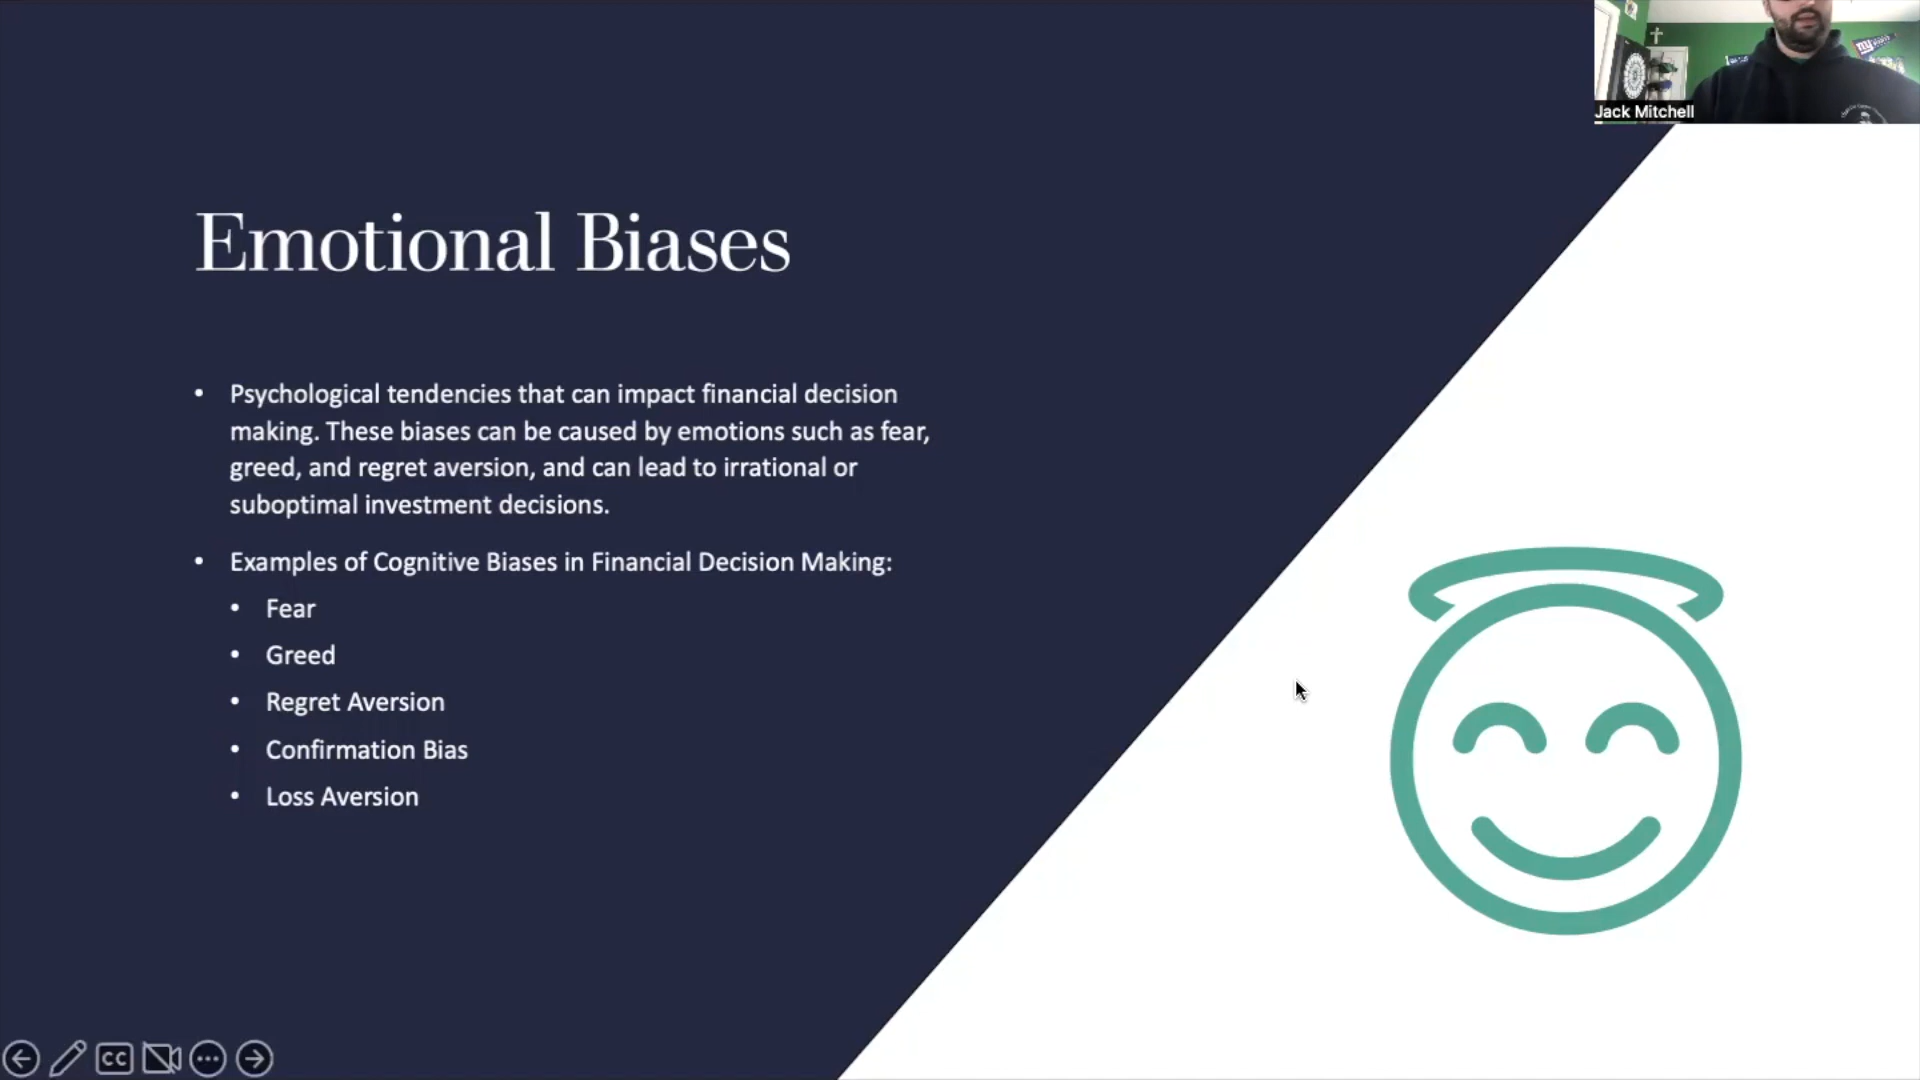 Jack Mitchell
Emotional Biases
• Psychological tendencies that can impact financial decision
making. These biases can be caused by emotions such as fear,
greed, and regret aversion, and can lead to irrational or
suboptimal investment decisions.
• Examples of Cognitive Biases in Financial Decision Making:
• Fear
• Greed
• Regret Aversion
• Confirmation Bias
• Loss Aversion
CC